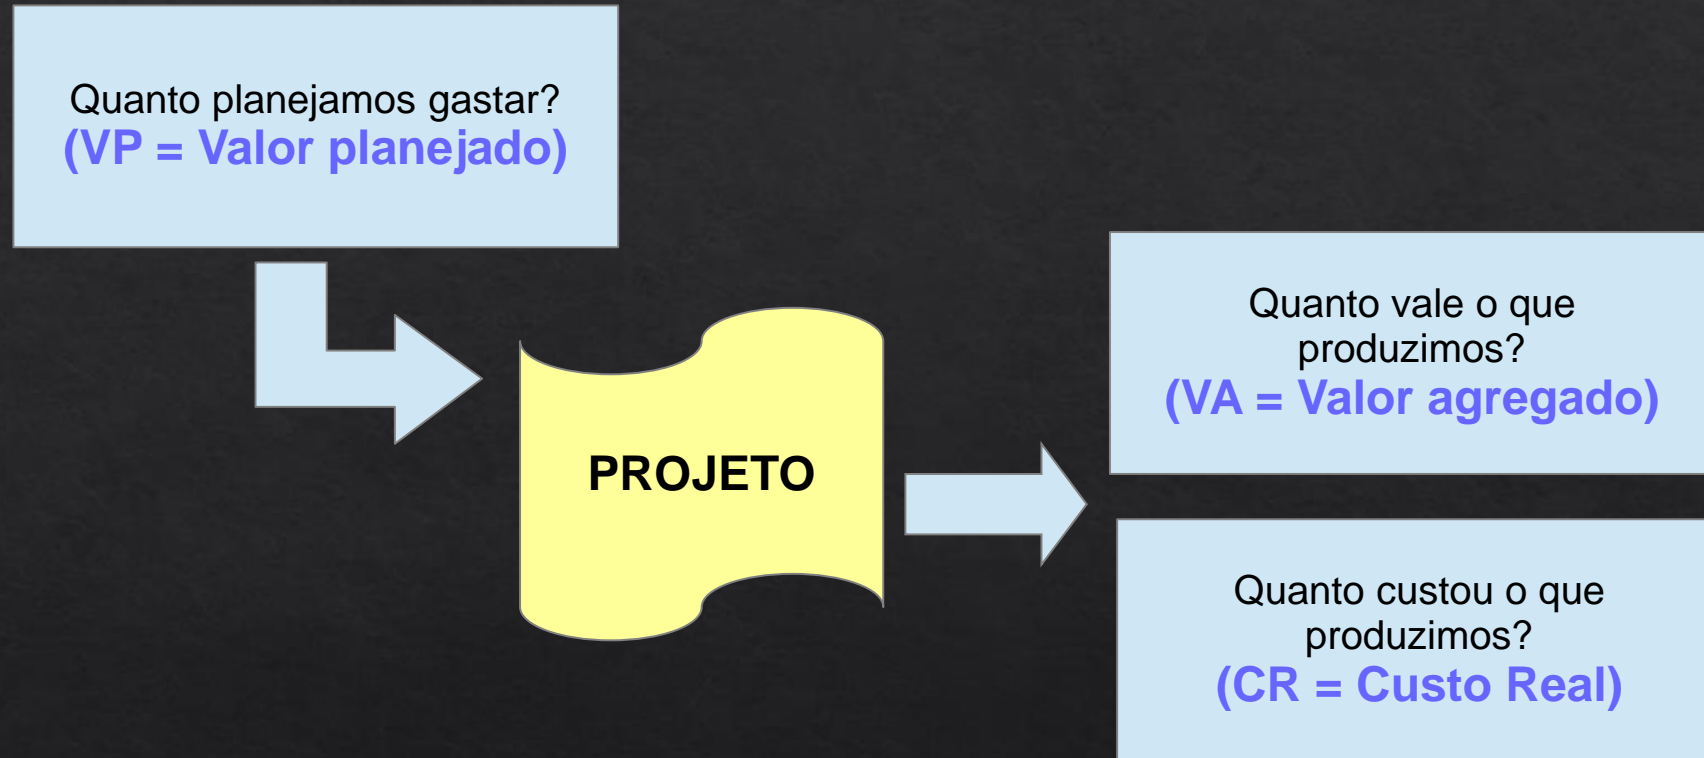 Quanto planejamos gastar?
(VP = Valor planejado)
PROJETO
Quanto vale o que
produzimos?
(VA = Valor agregado)
Quanto custou o que
produzimos?
(CR = Custo Real)